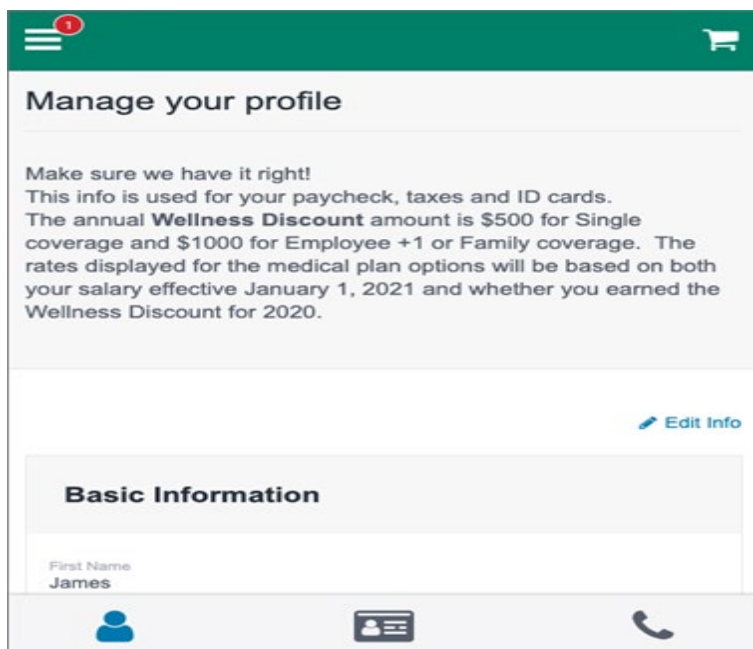 1
Manage your profile
Make sure we have it right!
This info is used for your paycheck, taxes and ID cards.
The annual Wellness Discount amount is $500 for Single
coverage and $1000 for Employee +1 or Family coverage.  The
rates displayed for the medical plan options will be based on both
your salary effective January 1, 2021 and whether you earned the
Wellness Discount for 2020.
Edit Info
Basic Information
First Name
James